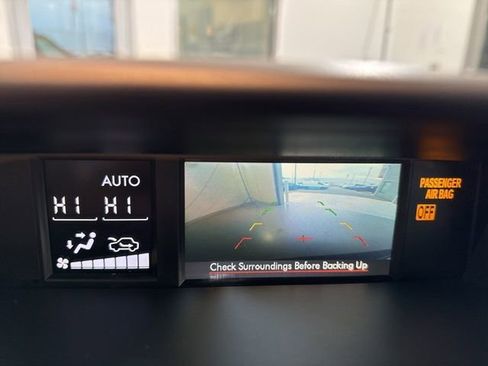 AUTO
HI HI
Check Surroundings Before Backing Up
PASSENGER
AIR BAG
OFF